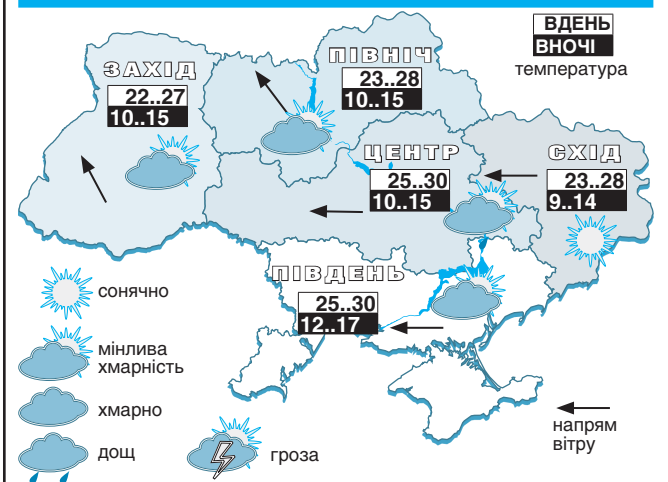 ВДЕНЬ
ВНОЧІ
температура
ЗАХІД
22..27
10..15
ПІВНІЧ
23..28
10..15
ЦЕНТР
25..30
10..15
СХІД
23..28
9..14
ПІВДЕНЬ
25..30
12..17
сонячно
мінлива
хмарність
хмарно
дощ
гроза
напрям
вітру